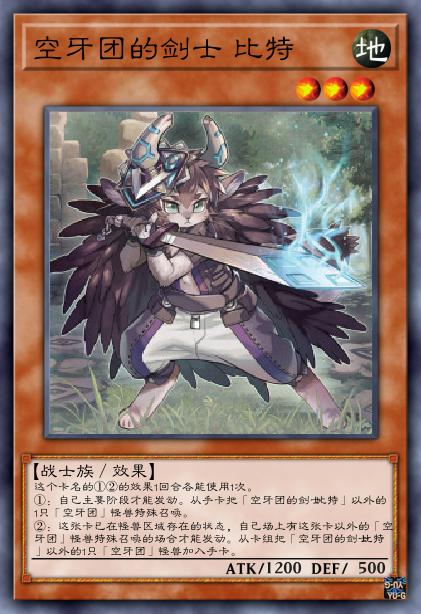 空牙团的剑士 比特
地
【战士族／效果】
这个卡名的①②的效果1回合各能使用1次。
①：自己主要阶段才能发动。从手卡把「空牙团的剑士 比特」以外的
1只「空牙团」怪兽特殊召唤。
②：这张卡已在怪兽区域存在的状态，自己场上有这张卡以外的「空
牙团」怪兽特殊召唤的场合才能发动。从卡组把「空牙团的剑士 比特
」以外的1只「空牙团」怪兽加入手卡。
ATK/1200 DEF/ 500